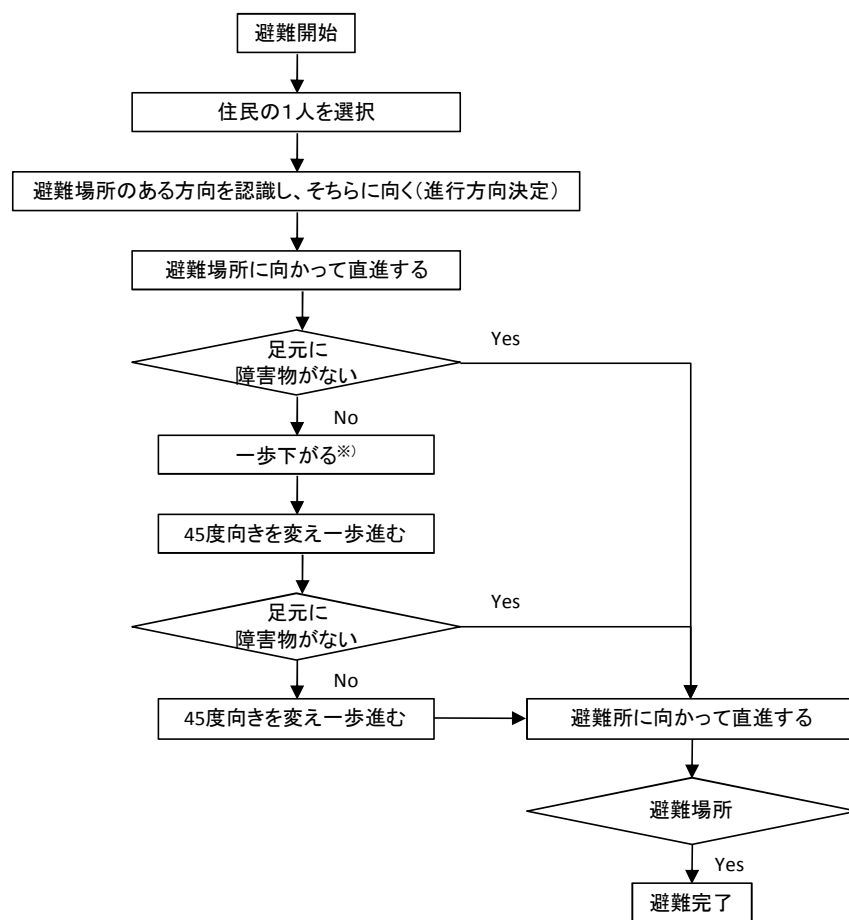 避難開始
住民の１人を選択
避難場所のある方向を認識し、そちらに向く（進行方向決定）
避難場所に向かって直進する
足元に
障害物がない
Yes
No
一歩下がる※）
45度向きを変え一歩進む
足元に
障害物がない
Yes
No
45度向きを変え一歩進む
避難所に向かって直進する
避難場所
Yes
避難完了